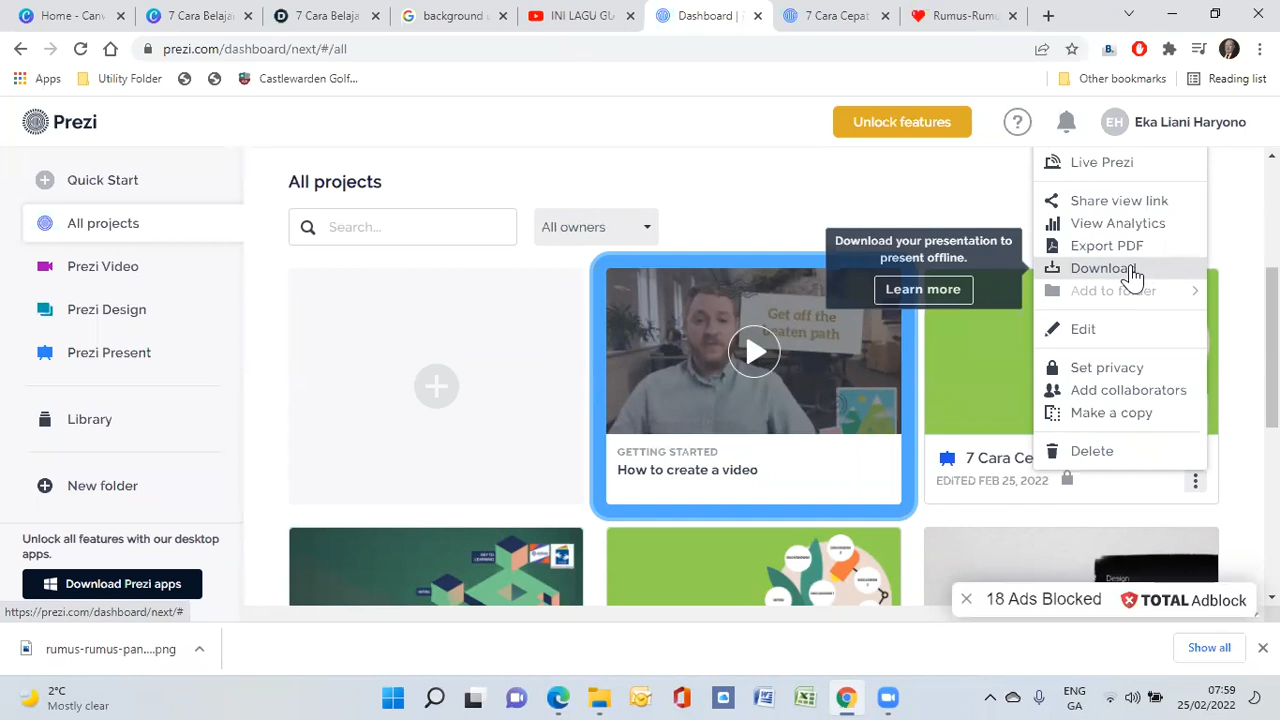 Home - Canv
7 Cara Belaja
7 Cara Belaj
background u
INI LAGU GU
Dashboard |
7 Cara Cepat
Rumus-Rum
prezi.com/dashboard/next/#/all
Apps
Utility Folder
Castlewarden Golf...
Other bookmarks
Reading list
Prezi
Unlock features
?
EH
Eka Liani Haryono
Quick Start
All projects
Prezi Video
Prezi Design
Prezi Present
Library
New folder
Unlock all features with our desktop
apps.
Download Prezi apps
https://prezi.com/dashboard/next/#
All projects
Search...
All owners
Get off the
beaten path
GETTING STARTED
How to create a video
Download your presentation to
present offline.
Learn more
Live Prezi
Share view link
View Analytics
Export PDF
Download
Add to folder
Edit
Set privacy
Add collaborators
Make a copy
Delete
7 Cara Ce
EDITED FEB 25, 2022
Design
18 Ads Blocked
TOTAL Adblock
rumus-rumus-pan....png
Show all
2°C
Mostly clear
ENG
GA
07:59
25/02/2022